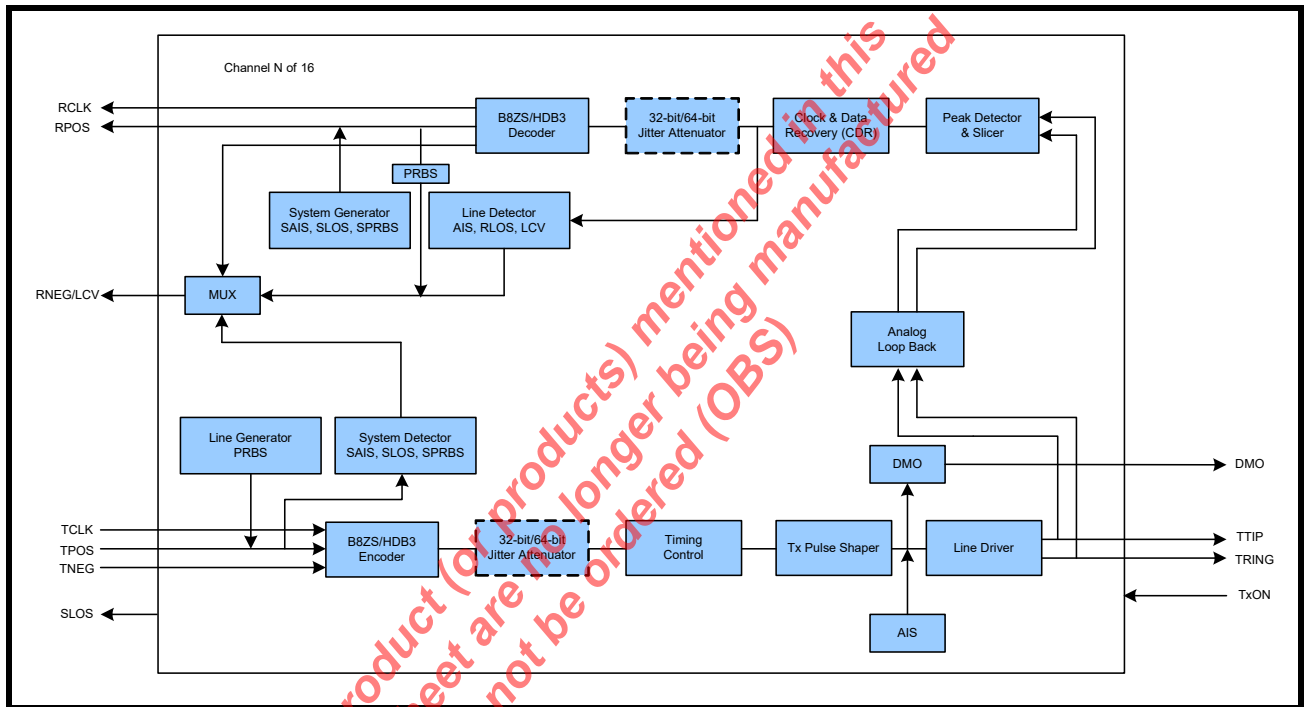 Channel N of 16
RCLK
RPOS
B8ZS/HDB3
Decoder
32-bit/64-bit
Jitter Attenuator
Clock & Data
Recovery (CDR)
Peak Detector
& Slicer
PRBS
System Generator
SAIS, SLOS, SPRBS
Line Detector
AIS, RLOS, LCV
RNEG/LCV
MUX
Analog
Loop Back
Line Generator
PRBS
System Detector
SAIS, SLOS, SPRBS
DMO
DMO
TCLK
TPOS
TNEG
B8ZS/HDB3
Encoder
32-bit/64-bit
Jitter Attenuator
Timing
Control
Tx Pulse Shaper
Line Driver
TTIP
TRING
TxON
SLOS
AIS
product (or products) mentioned in this
eet are no longer being manufactured
not be ordered (OBS)